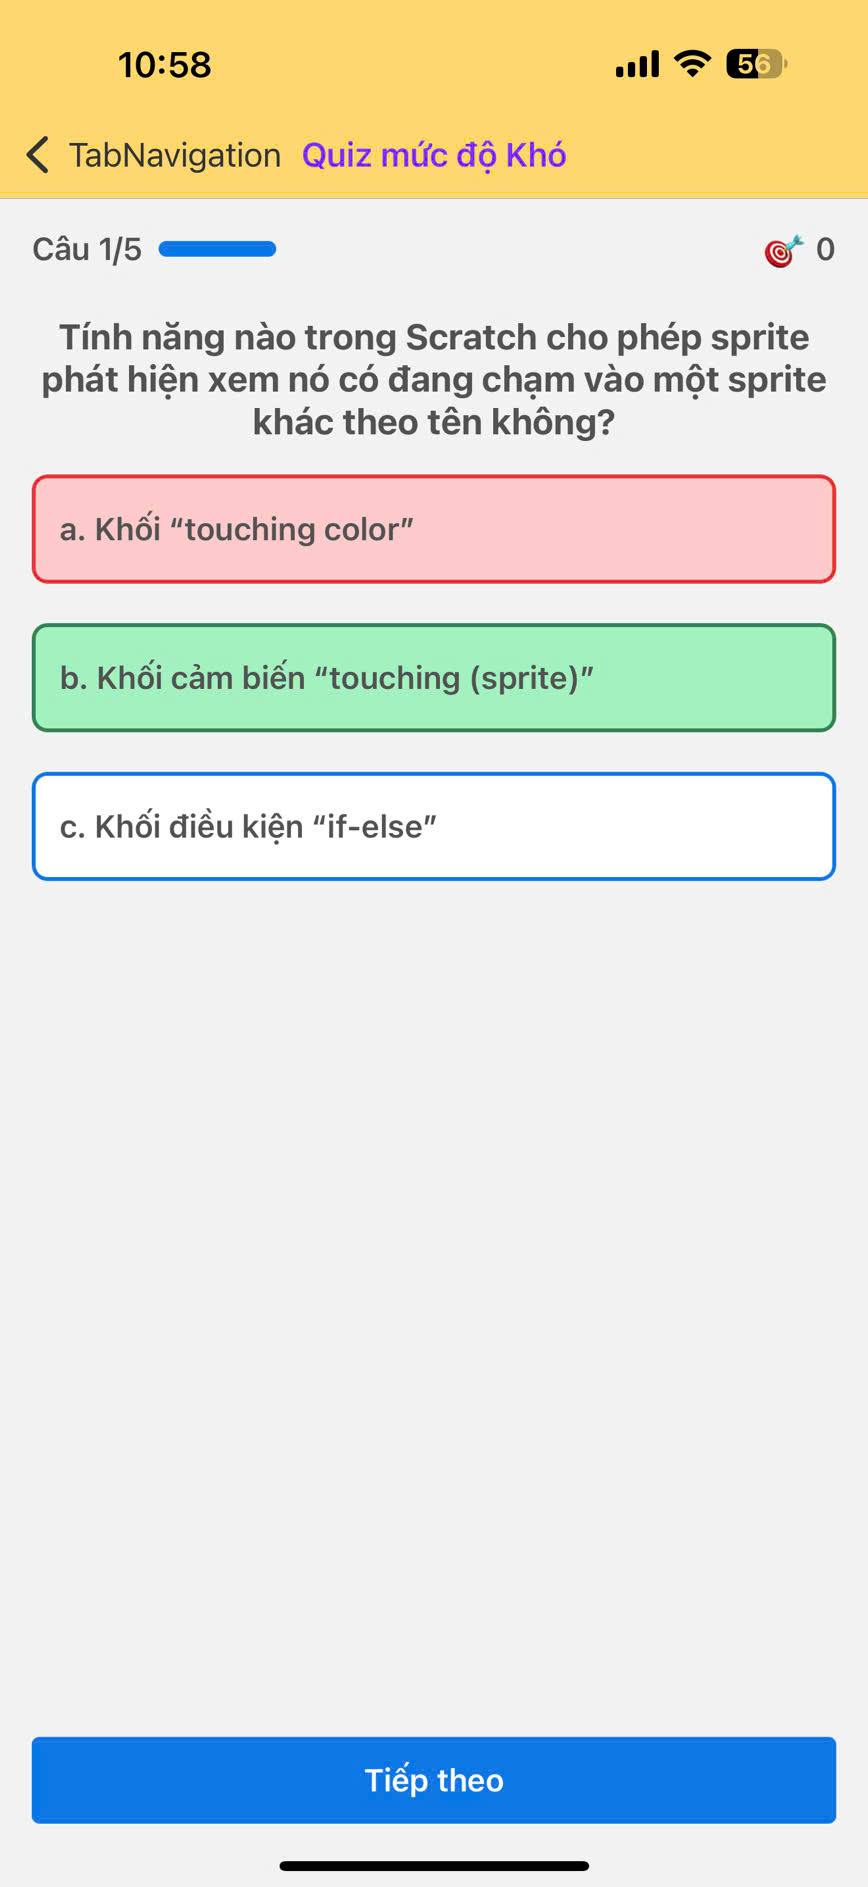 10:58
56
TabNavigation Quiz mức độ Khó
Câu 1/5
0
Tính năng nào trong Scratch cho phép sprite
phát hiện xem nó có đang chạm vào một sprite
khác theo tên không?
a. Khối “touching color”
b. Khối cảm biến “touching (sprite)”
c. Khối điều kiện “if-else”
Tiếp theo